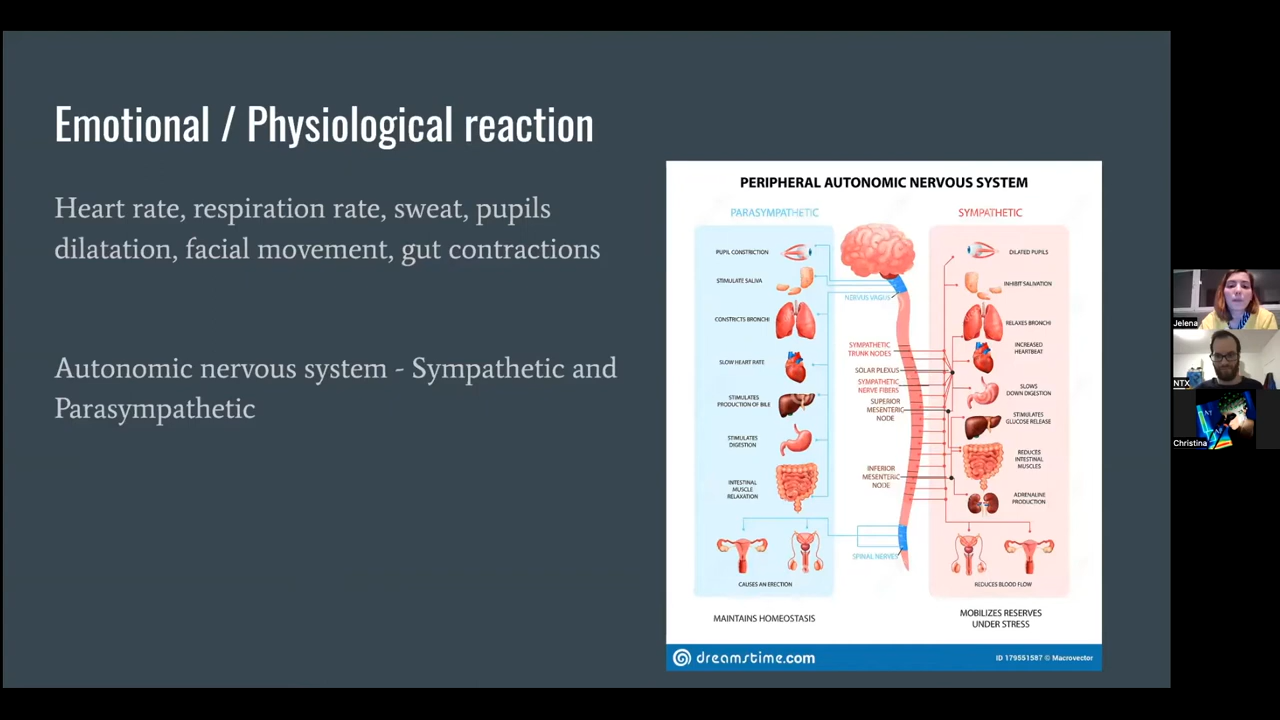 Emotional / Physiological reaction
Heart rate, respiration rate, sweat, pupils
dilatation, facial movement, gut contractions
Autonomic nervous system - Sympathetic and
Parasympathetic
PERIPHERAL AUTONOMIC NERVOUS SYSTEM
PARASYMPATHETIC
PUPIL CONSTRICTION
STIMULATE SALIVA
CONSTRICTS BRONCHI
SLOW HEART RATE
STIMULATES
PRODUCTION OF BILE
STIMULATES
DIGESTION
INTESTINAL
MUSCLE
RELAXATION
CAUSES AN ERECTION
MAINTAINS HOMEOSTASIS
NERVUS VAGUS
SYMPATHETIC
TRUNK NODES
SOLAR PLEXUS
SYMPATHETIC
NERVE FIBERS
SUPERIOR
MESENTERIC
NODE
INFERIOR
MESENTERIC
NODE
SPINAL NERVES
SYMPATHETIC
DILATED PUPILS
INHIBIT SALIVATION
RELAXES BRONCHI
INCREASED
HEARTBEAT
SLOWS
DOWN DIGESTION
STIMULATES
GLUCOSE RELEASE
REDUCES
INTESTINAL
MUSCLES
ADRENALINE
PRODUCTION
REDUCES BLOOD FLOW
MOBILIZES RESERVES
UNDER STRESS
dreamstime.com
ID 179551587 © Macrovector
Jelena
NTX
Christina